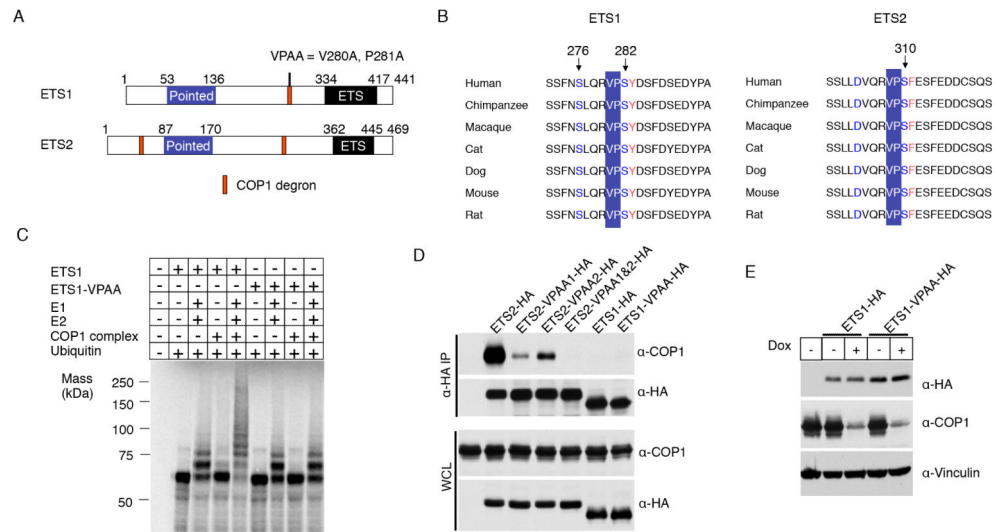 A
VPAA = V280A, P281A
1 53 136 334 417 441
ETS1 Pointed ETS
1 87 170 362 445 469
ETS2 Pointed ETS
COP1 degron
B
ETS1
276 282
Human SSFNSLQRVPSYDSFDSEDYPA
Chimpanzee SSFNSLQRVPSYDSFDSEDYPA
Macaque SSFNSLQRVPSYDSFDSEDYPA
Cat SSFNSLQRVPSYDSFDSEDYPA
Dog SSFNSLQRVPSYDSFDSEDYPA
Mouse SSFNSLQRVPSYDSFDYEDYPA
Rat SSFNSLQRVPSYDSFDYEDYPA
ETS2
310
Human SSLLDVQRVPSFESFEDDCSQS
Chimpanzee SSLLDVQRVPSFESFEDDCSQS
Macaque SSLLDVQRVPSFESFEDDCSQS
Cat SSLLDVQRVPSFESFEDDCSQS
Dog SSLLDVQRVPSFESFEDDCSQS
Mouse SSLLDVQRVPSFESFEEDCSQS
Rat SSLLDVQRVPSFESFEEDCSQS
C
ETS1 - + + + + - - - -
ETS1-VPAA - - - - - + + + +
E1 - - + - + - + - +
E2 - - + - + - + - +
COP1 complex - - - + + - - + +
Ubiquitin - + + + + + + + +
Mass
(kDa)
250
150
100
75
50
D
ETS2-HA
ETS2-VPAA1-HA
ETS2-VPAA2-HA
ETS2-VPAA1&2-HA
ETS1-HA
ETS1-VPAA-HA
α-HA IP
α-COP1
α-HA
WCL
α-COP1
α-HA
E
ETS1-HA
ETS1-VPAA-HA
Dox - - + - +
α-HA
α-COP1
α-Vinculin